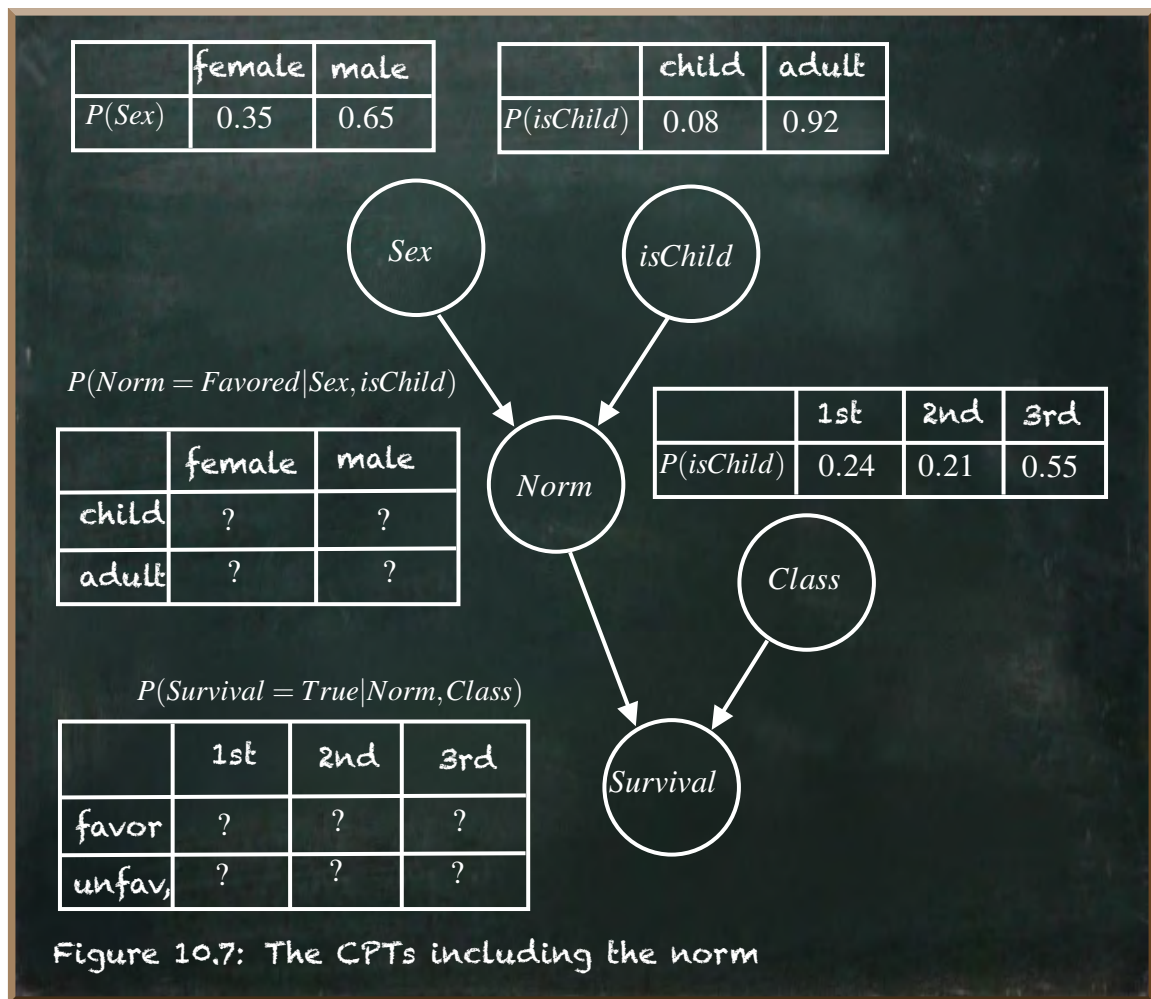 female male
P(Sex) 0.35 0.65
child adult
P(isChild) 0.08 0.92
Sex
isChild
P(Norm = Favored|Sex,isChild)
female male
child ? ?
adult ? ?
Norm
1st 2nd 3rd
P(isChild) 0.24 0.21 0.55
Class
P(Survival = True|Norm,Class)
1st 2nd 3rd
favor ? ? ?
unfav, ? ? ?
Survival
Figure 10.7: The CPTs including the norm